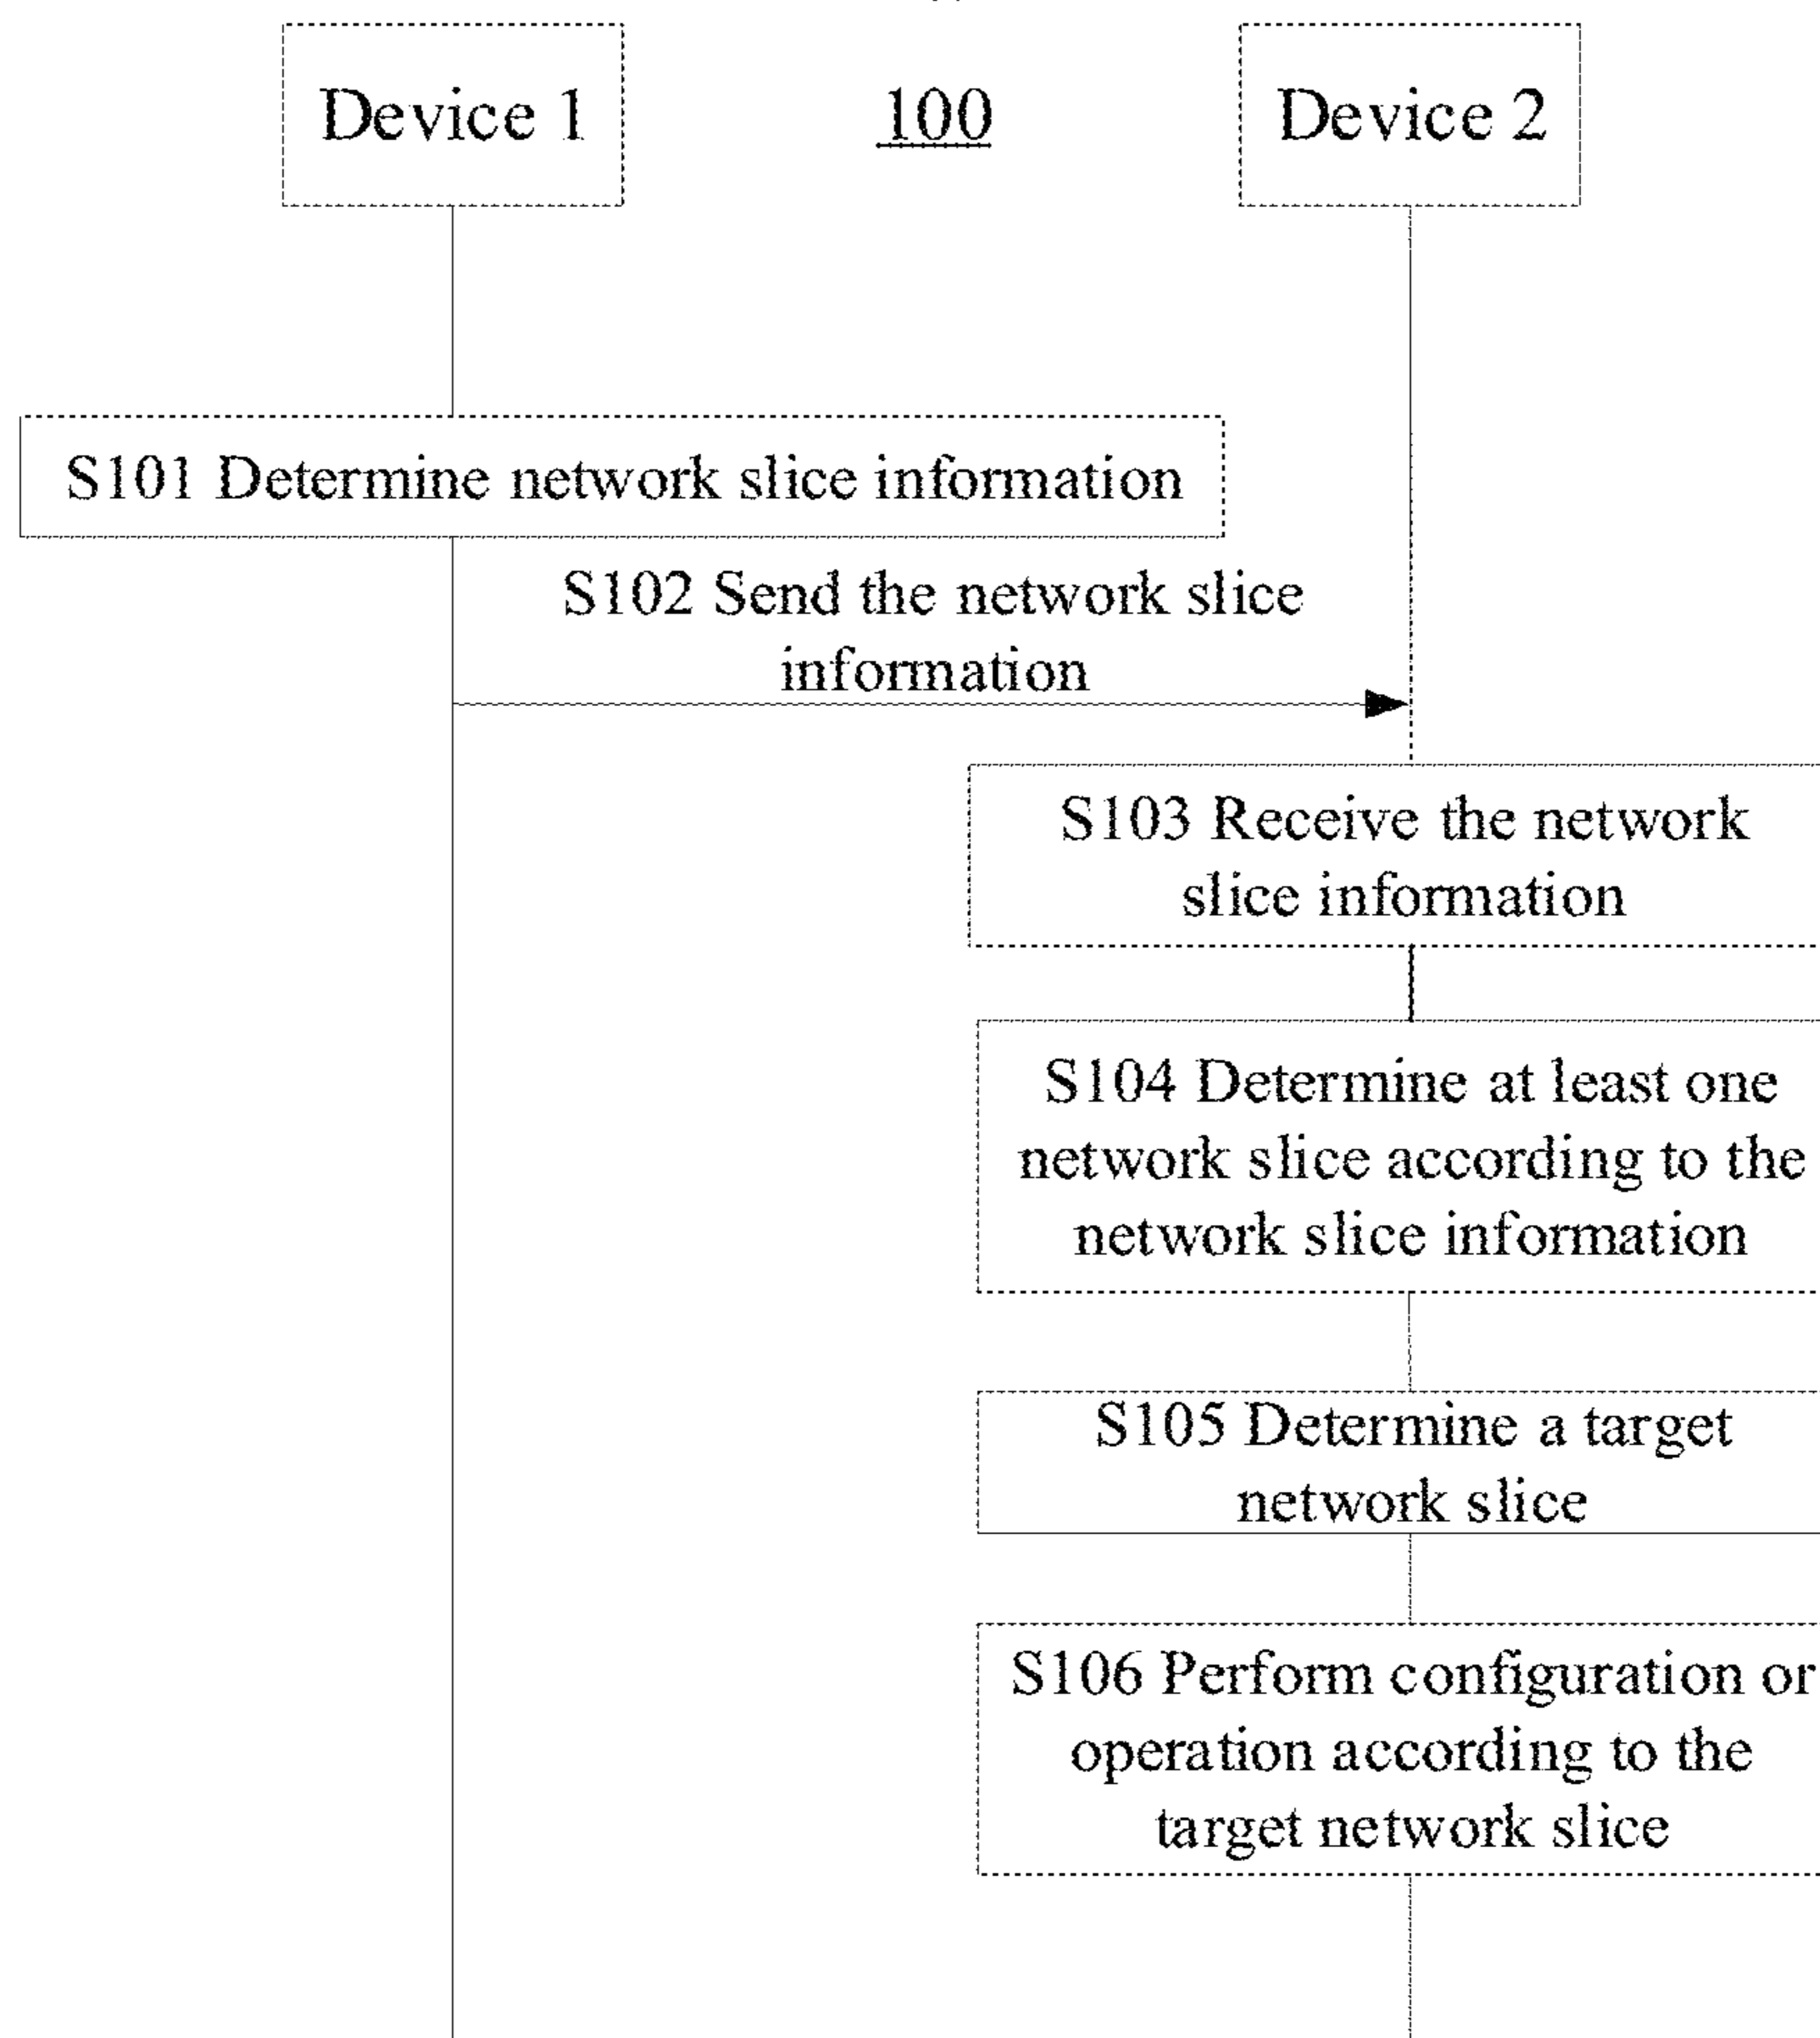 Device 1
100
Device 2
S101 Determine network slice information
S102 Send the network slice
information
S103 Receive the network
slice information
S104 Determine at least one
network slice according to the
network slice information
S105 Determine a target
network slice
S106 Perform configuration or
operation according to the
target network slice